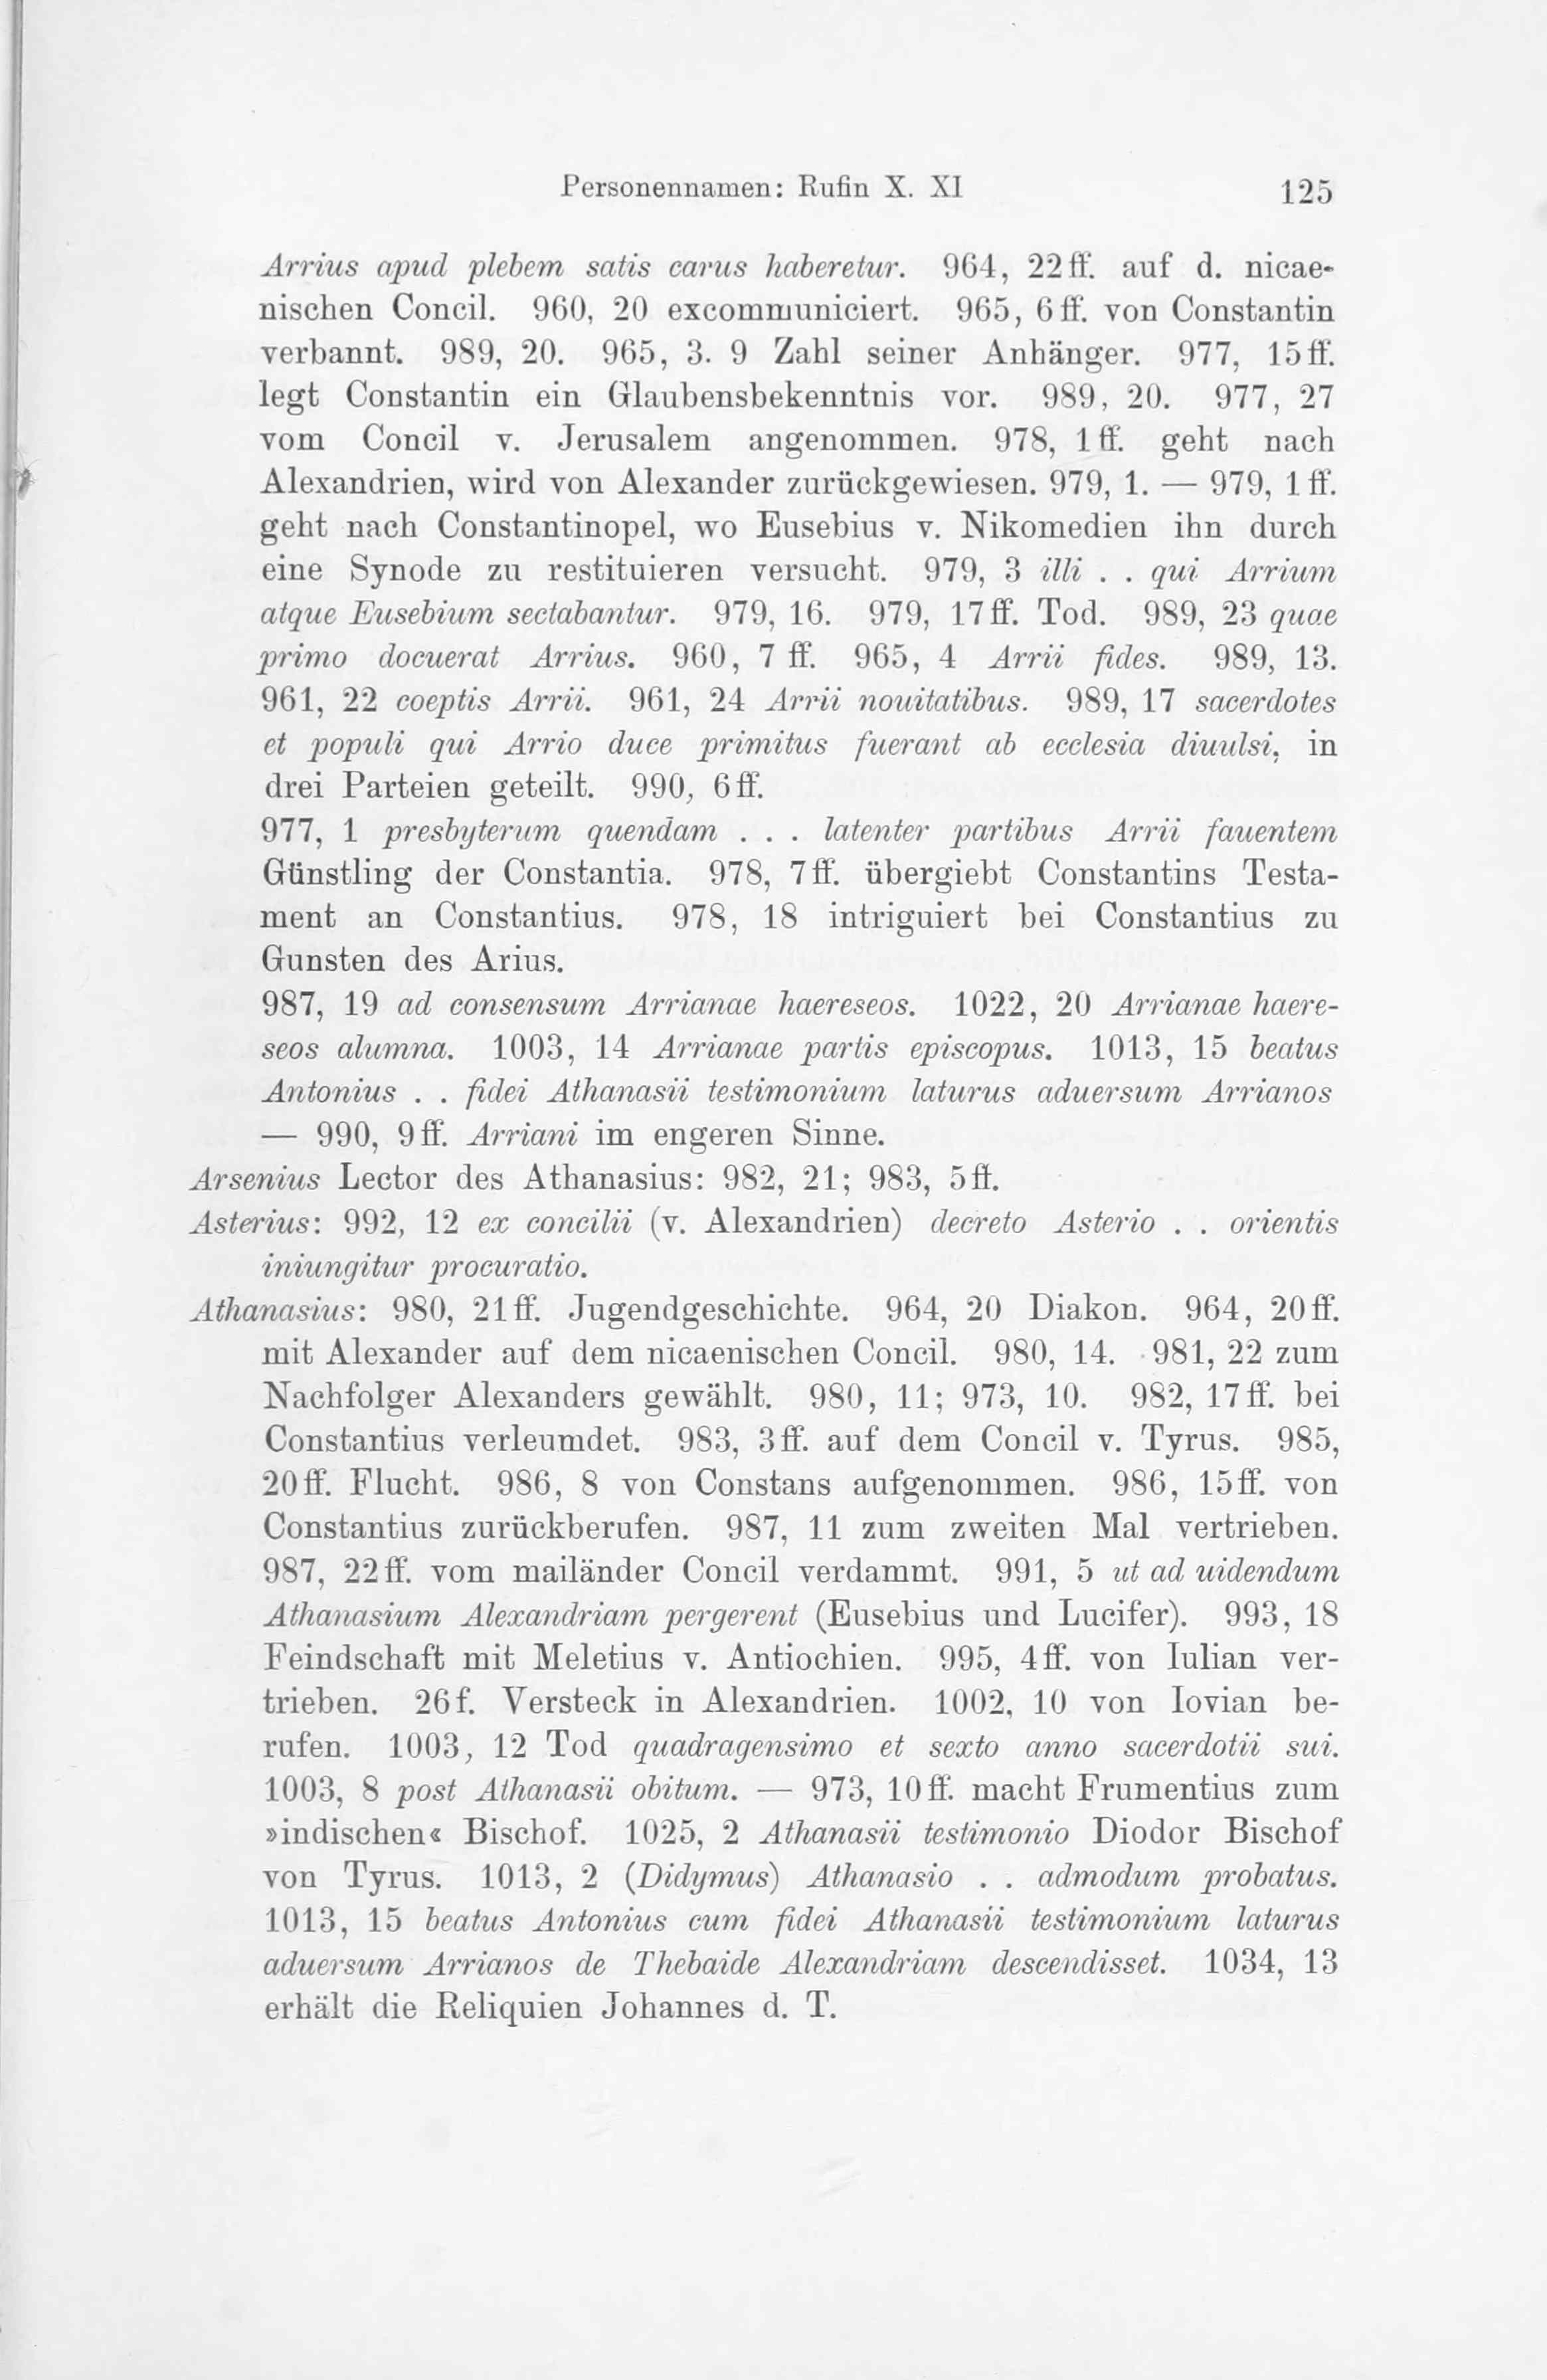 Personennamen: Rufin X. XI 125
Arrius apud plebem satis carus haberetur. 964, 22ff. auf d. nicae-
nischen Concil. 960, 20 excommuniciert. 965, 6ff. von Constantin
verbannt. 989, 20. 965, 3. 9 Zahl seiner Anhänger. 977, 15ff.
legt Constantin ein Glaubensbekenntnis vor. 989, 20. 977, 27
vom Concil v. Jerusalem angenommen. 978, 1ff. geht nach
Alexandrien, wird von Alexander zurückgewiesen. 979, 1. — 979, 1ff.
geht nach Constantinopel, wo Eusebius v. Nikomedien ihn durch
eine Synode zu restituieren versucht. 979, 3 illi . . qui Arrium
atque Eusebium sectabantur. 979, 16. 979, 17ff. Tod. 989, 23 quae
primo docuerat Arrius. 960, 7 ff. 965, 4 Arrii fides. 989, 13.
961, 22 coeptis Arrii. 961, 24 Arrii nouitatibus. 989, 17 sacerdotes
et populi qui Arrio duce primitus fuerant ab ecclesia diuulsi, in
drei Parteien geteilt. 990, 6ff.
977, 1 presbyterum quendam . . . latenter partibus Arrii fauentem
Günstling der Constantia. 978, 7ff. übergiebt Constantins Testa-
ment an Constantius. 978, 18 intriguiert bei Constantius zu
Gunsten des Arius.
987, 19 ad consensum Arrianae haereseos. 1022, 20 Arrianae haere-
seos alumna. 1003, 14 Arrianae partis episcopus. 1013, 15 beatus
Antonius . . fidei Athanasii testimonium laturus aduersum Arrianos
— 990, 9ff. Arriani im engeren Sinne.
Arsenius Lector des Athanasius: 982, 21; 983, 5ff.
Asterius: 992, 12 ex concilii (v. Alexandrien) decreto Asterio . . orientis
iniungitur procuratio.
Athanasius: 980, 21ff. Jugendgeschichte. 964, 20 Diakon. 964, 20ff.
mit Alexander auf dem nicaenischen Concil. 980, 14. 981, 22 zum
Nachfolger Alexanders gewählt. 980, 11; 973, 10. 982, 17ff. bei
Constantius verleumdet. 983, 3ff. auf dem Concil v. Tyrus. 985,
20ff. Flucht. 986, 8 von Constans aufgenommen. 986, 15ff. von
Constantius zurückberufen. 987, 11 zum zweiten Mal vertrieben.
987, 22ff. vom mailänder Concil verdammt. 991, 5 ut ad uidendum
Athanasium Alexandriam pergerent (Eusebius und Lucifer). 993, 18
Feindschaft mit Meletius v. Antiochien. 995, 4ff. von Iulian ver-
trieben. 26f. Versteck in Alexandrien. 1002, 10 von Iovian be-
rufen. 1003, 12 Tod quadragensimo et sexto anno sacerdotii sui.
1003, 8 post Athanasii obitum. — 973, 10ff. macht Frumentius zum
»indischen« Bischof. 1025, 2 Athanasii testimonio Diodor Bischof
von Tyrus. 1013, 2 (Didymus) Athanasio . . admodum probatus.
1013, 15 beatus Antonius cum fidei Athanasii testimonium laturus
aduersum Arrianos de Thebaide Alexandriam descendisset. 1034, 13
erhält die Reliquien Johannes d. T.